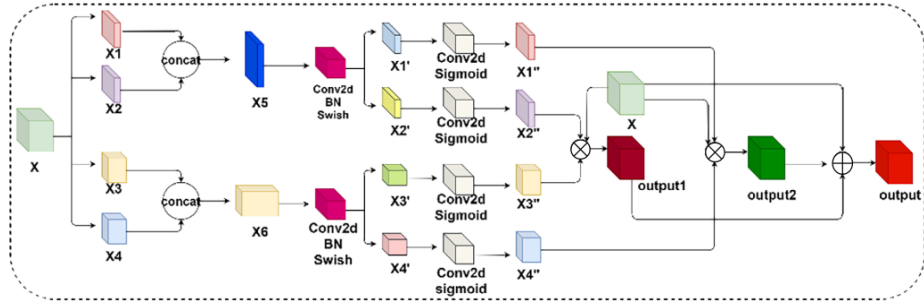 X
X1
X2
concat
X5
Conv2d
BN
Swish
X1'
X2'
Conv2d
Sigmoid
Conv2d
Sigmoid
X1"
X2"
X
output1
output2
output
X3
X4
concat
X6
Conv2d
BN
Swish
X3'
X4'
Conv2d
Sigmoid
Conv2d
sigmoid
X3"
X4"